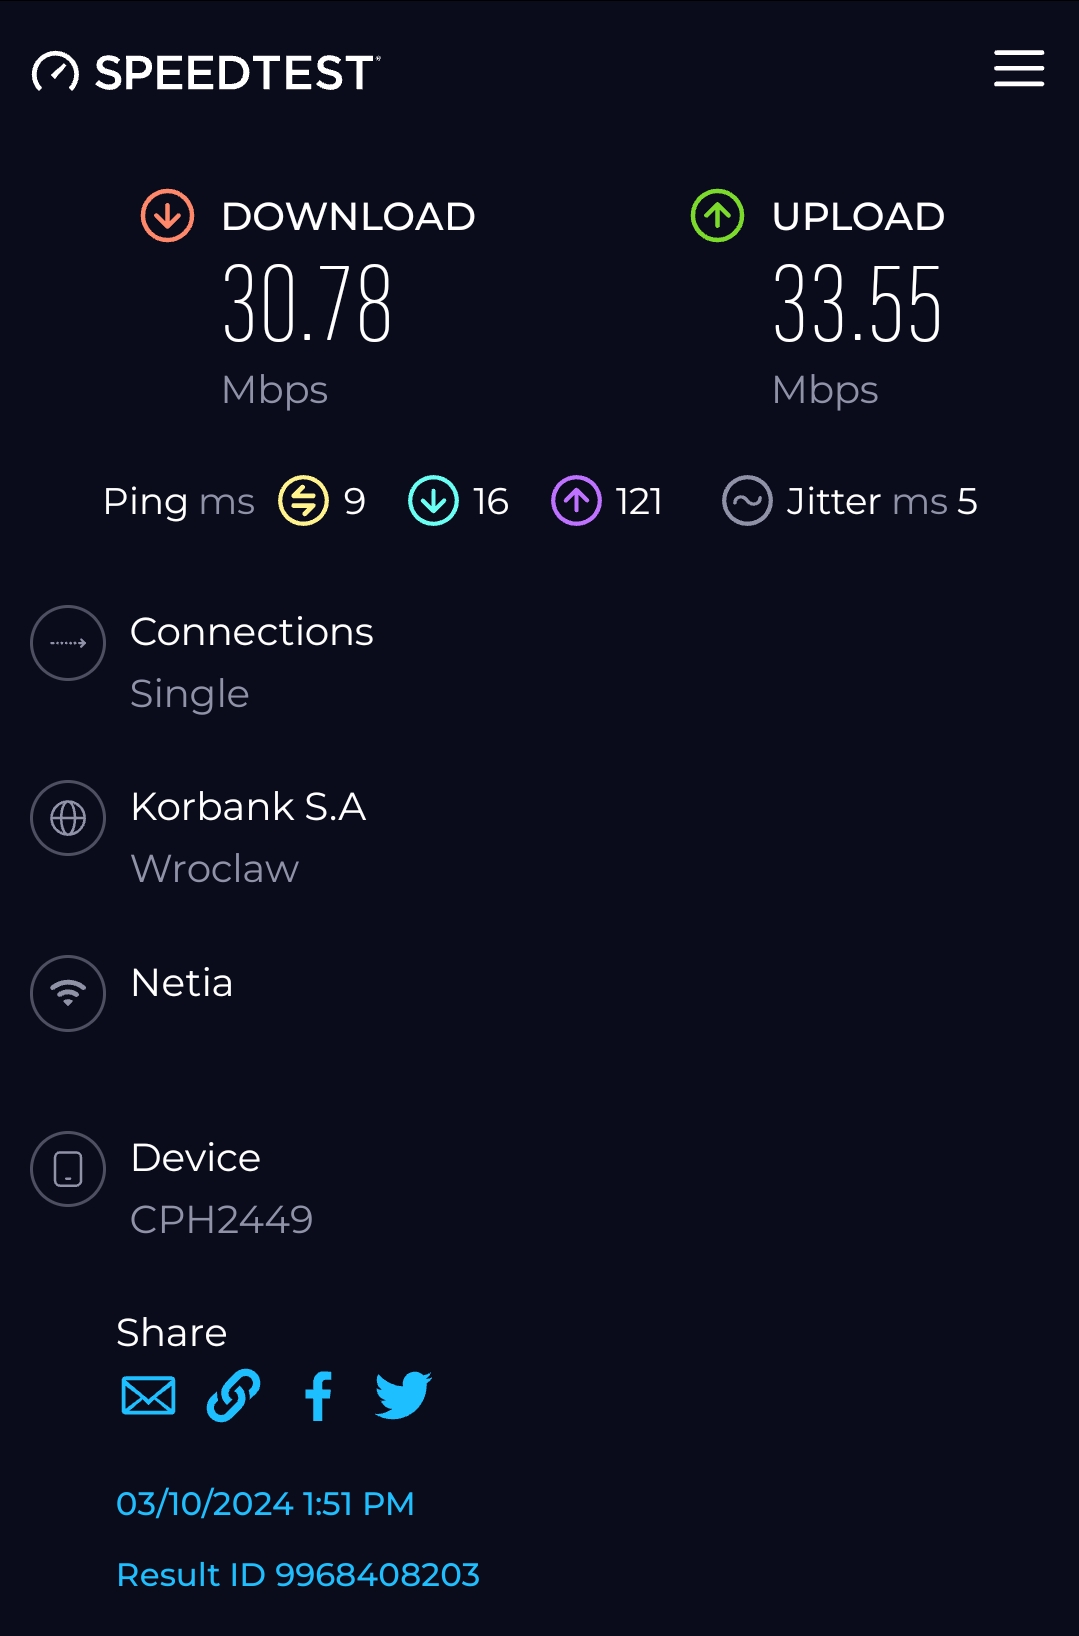 SPEEDTEST
DOWNLOAD
30.78
Mbps
UPLOAD
33.55
Mbps
Ping ms 9 16 121 Jitter ms 5
Connections
Single
Korbank S.A
Wroclaw
Netia
Device
CPH2449
Share
03/10/2024 1:51 PM
Result ID 9968408203